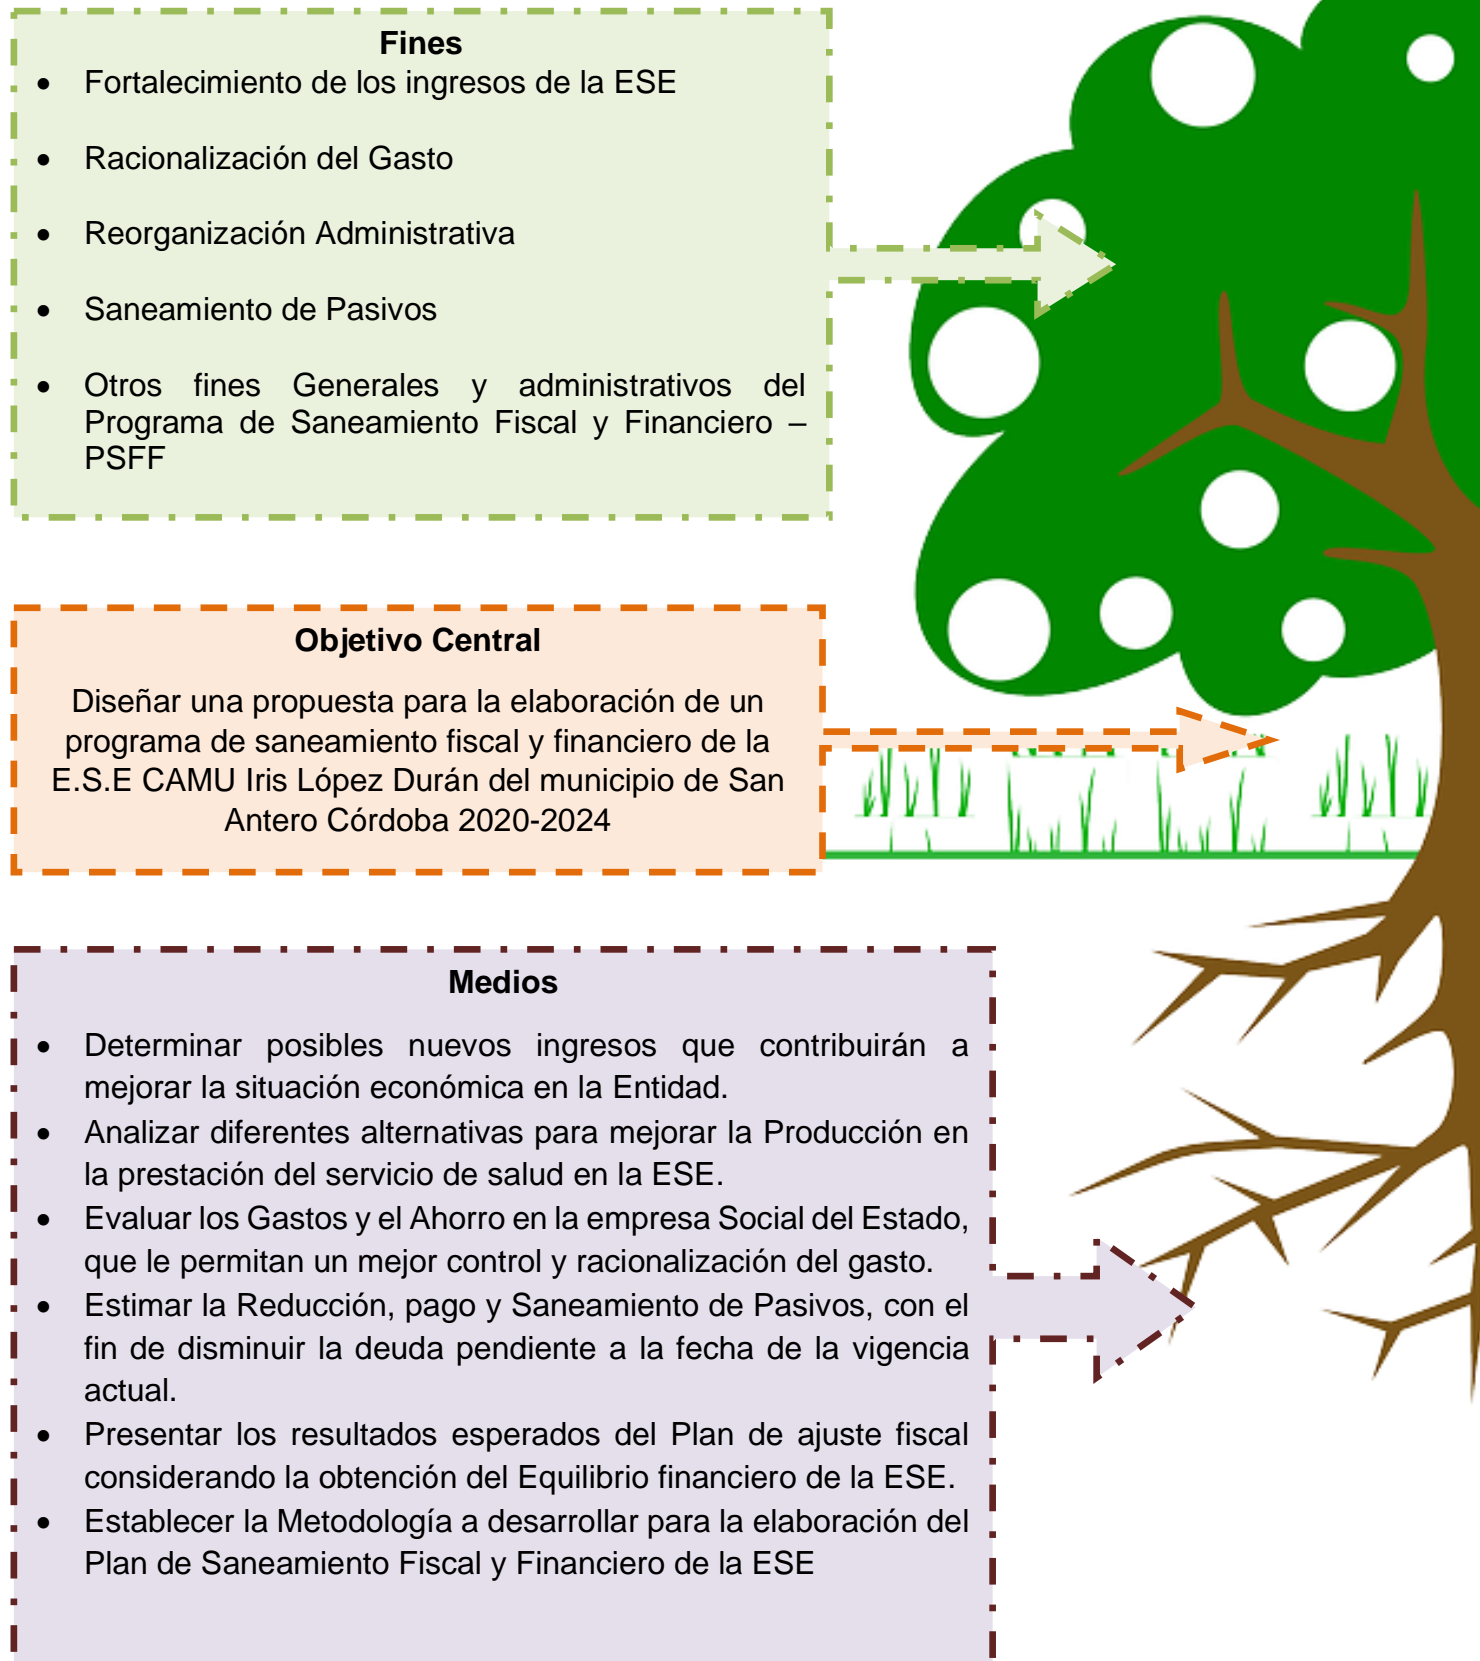 Fines
• Fortalecimiento de los ingresos de la ESE
• Racionalización del Gasto
• Reorganización Administrativa
• Saneamiento de Pasivos
• Otros fines Generales y administrativos del
Programa de Saneamiento Fiscal y Financiero –
PSFF
Objetivo Central
Diseñar una propuesta para la elaboración de un
programa de saneamiento fiscal y financiero de la
E.S.E CAMU Iris López Durán del municipio de San
Antero Córdoba 2020-2024
Medios
• Determinar posibles nuevos ingresos que contribuirán a
mejorar la situación económica en la Entidad.
• Analizar diferentes alternativas para mejorar la Producción en
la prestación del servicio de salud en la ESE.
• Evaluar los Gastos y el Ahorro en la empresa Social del Estado,
que le permitan un mejor control y racionalización del gasto.
• Estimar la Reducción, pago y Saneamiento de Pasivos, con el
fin de disminuir la deuda pendiente a la fecha de la vigencia
actual.
• Presentar los resultados esperados del Plan de ajuste fiscal
considerando la obtención del Equilibrio financiero de la ESE.
• Establecer la Metodología a desarrollar para la elaboración del
Plan de Saneamiento Fiscal y Financiero de la ESE